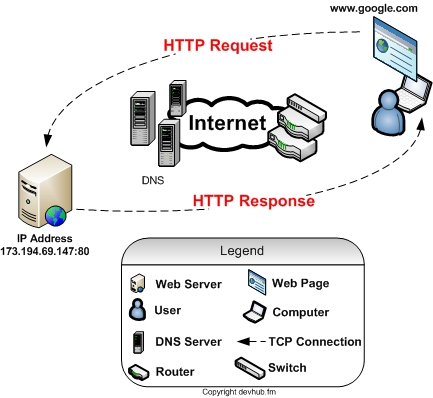 www.google.com
HTTP Request
Internet
DNS
HTTP Response
IP Address
173.194.69.147:80
Legend
Web Server
Web Page
User
Computer
DNS Server
TCP Connection
Router
Switch
Copyright devhub.fm